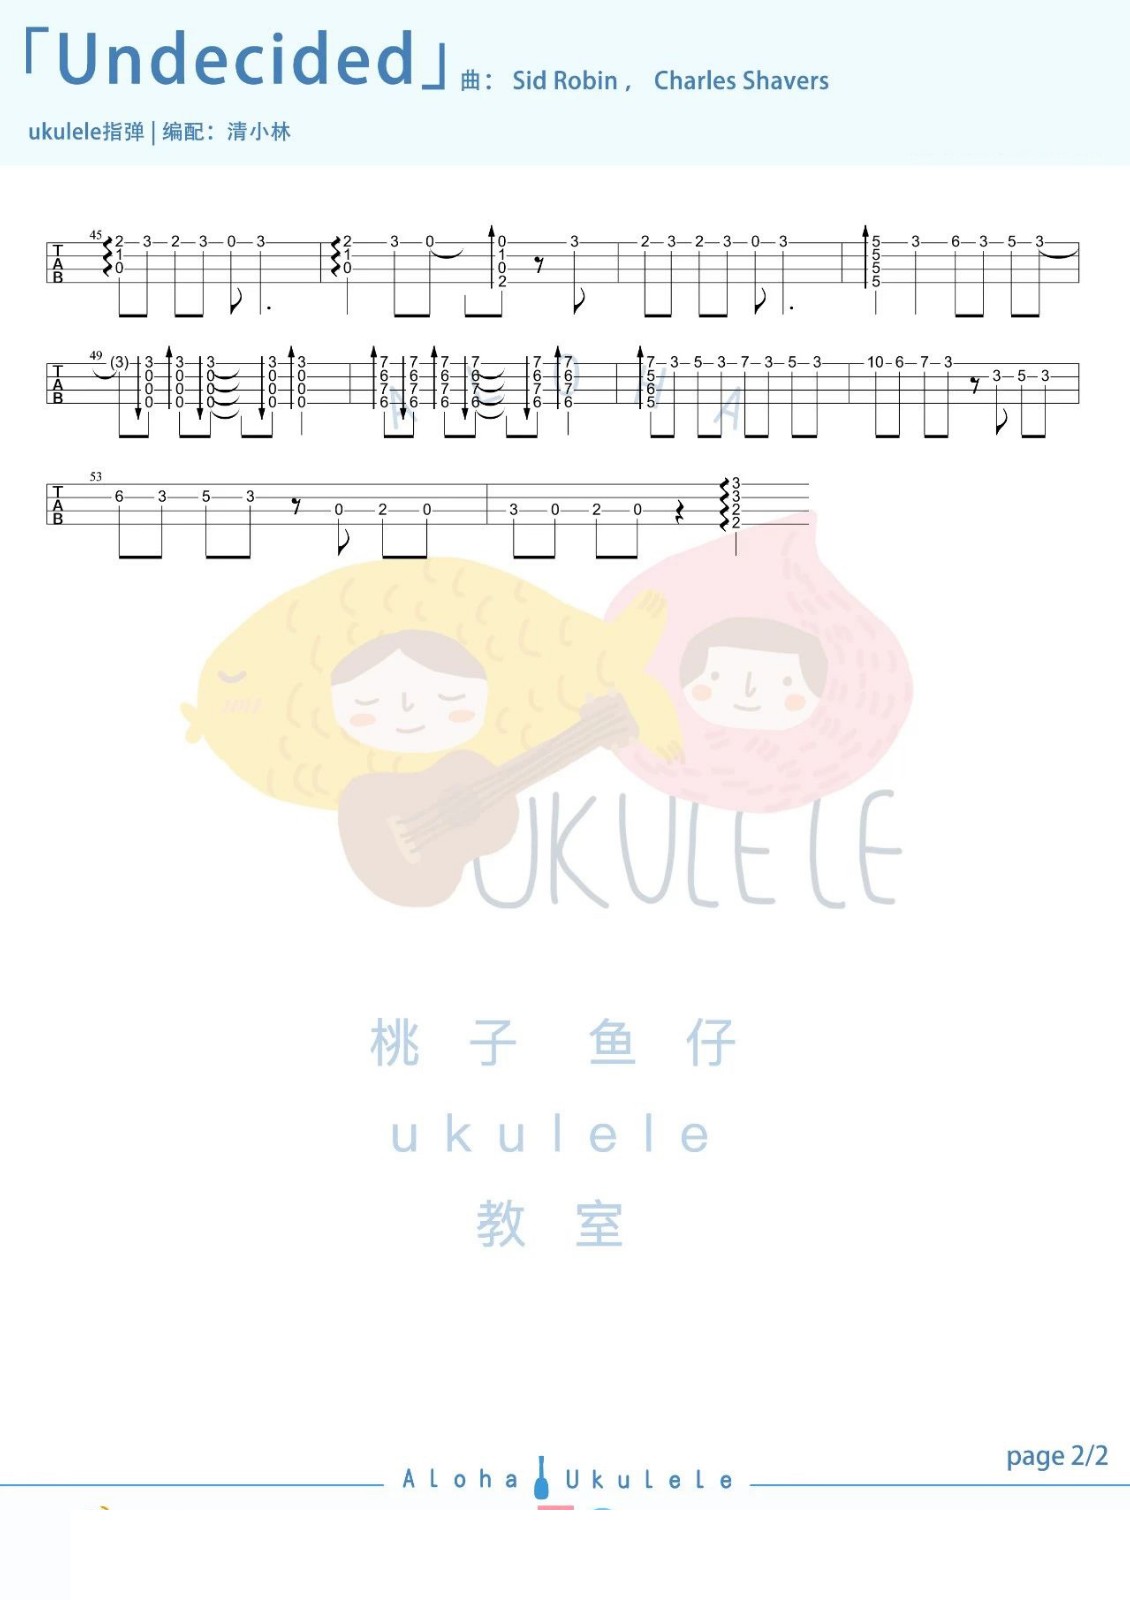 「Undecided」 曲： Sid Robin， Charles Shavers
ukulele指弹 | 编配：清小林
45
T 2 3 2 3 0 3 2 3 0 0 3 2 3 2 3 0 3 5 3 6 3 5 3
A 1 1 1 5
A 0 0 0 5
B 2 5
49
T (3) 3 3 3 3 3 7 7 7 7 7 7 3 5 3 7 3 5 3 10 6 7 3
A 0 0 0 0 0 6 5 6 6 6 6 5 3 5 3
A 0 0 0 0 0 7 7 7 7 7 7 6
B 0 0 0 0 0 6 6 6 6 6 6 5
ALOHA
53
T 3
A 6 3 5 3 3
A 0 2 0 3 0 2 0 2
B 2
UKULELE
桃子 鱼仔
ukulele
教室
page 2/2
Aloha Ukulele